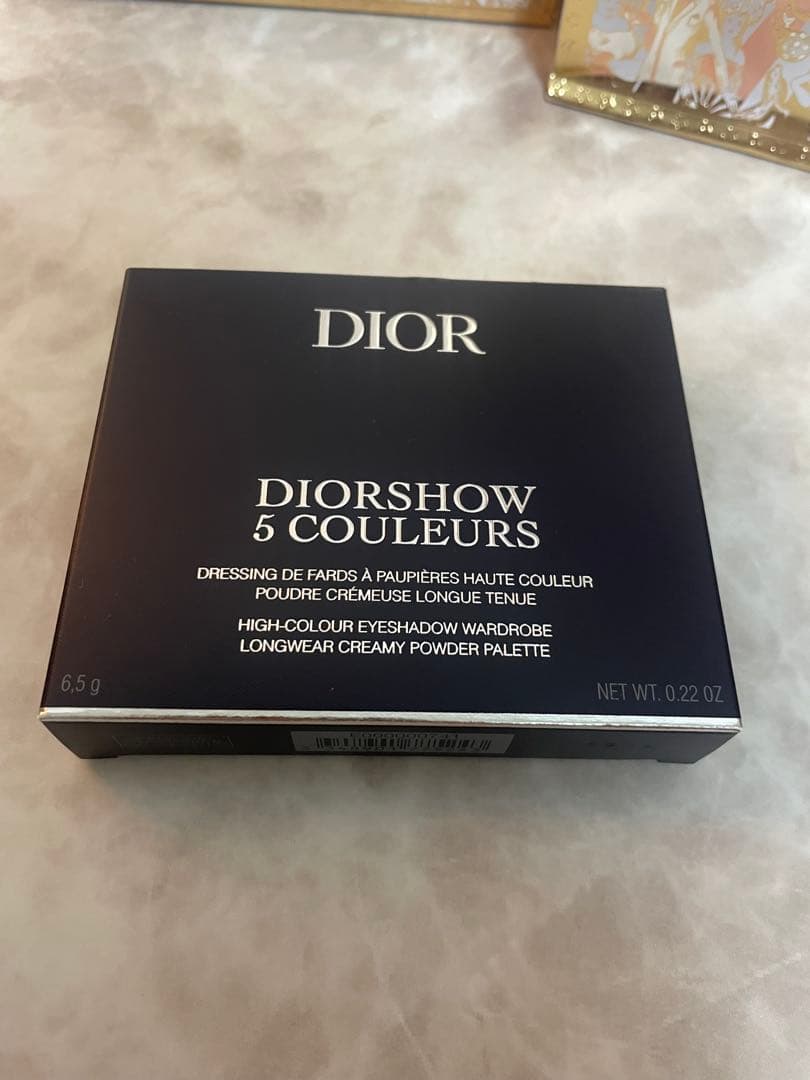 DIOR
DIORSHOW
5 COULEURS
DRESSING DE FARDS À PAUPIÈRES HAUTE COULEUR
POUDRE CRÉMEUSE LONGUE TENUE
HIGH-COLOUR EYESHADOW WARDROBE
LONGWEAR CREAMY POWDER PALETTE
6,5 g
NET WT. 0.22 OZ